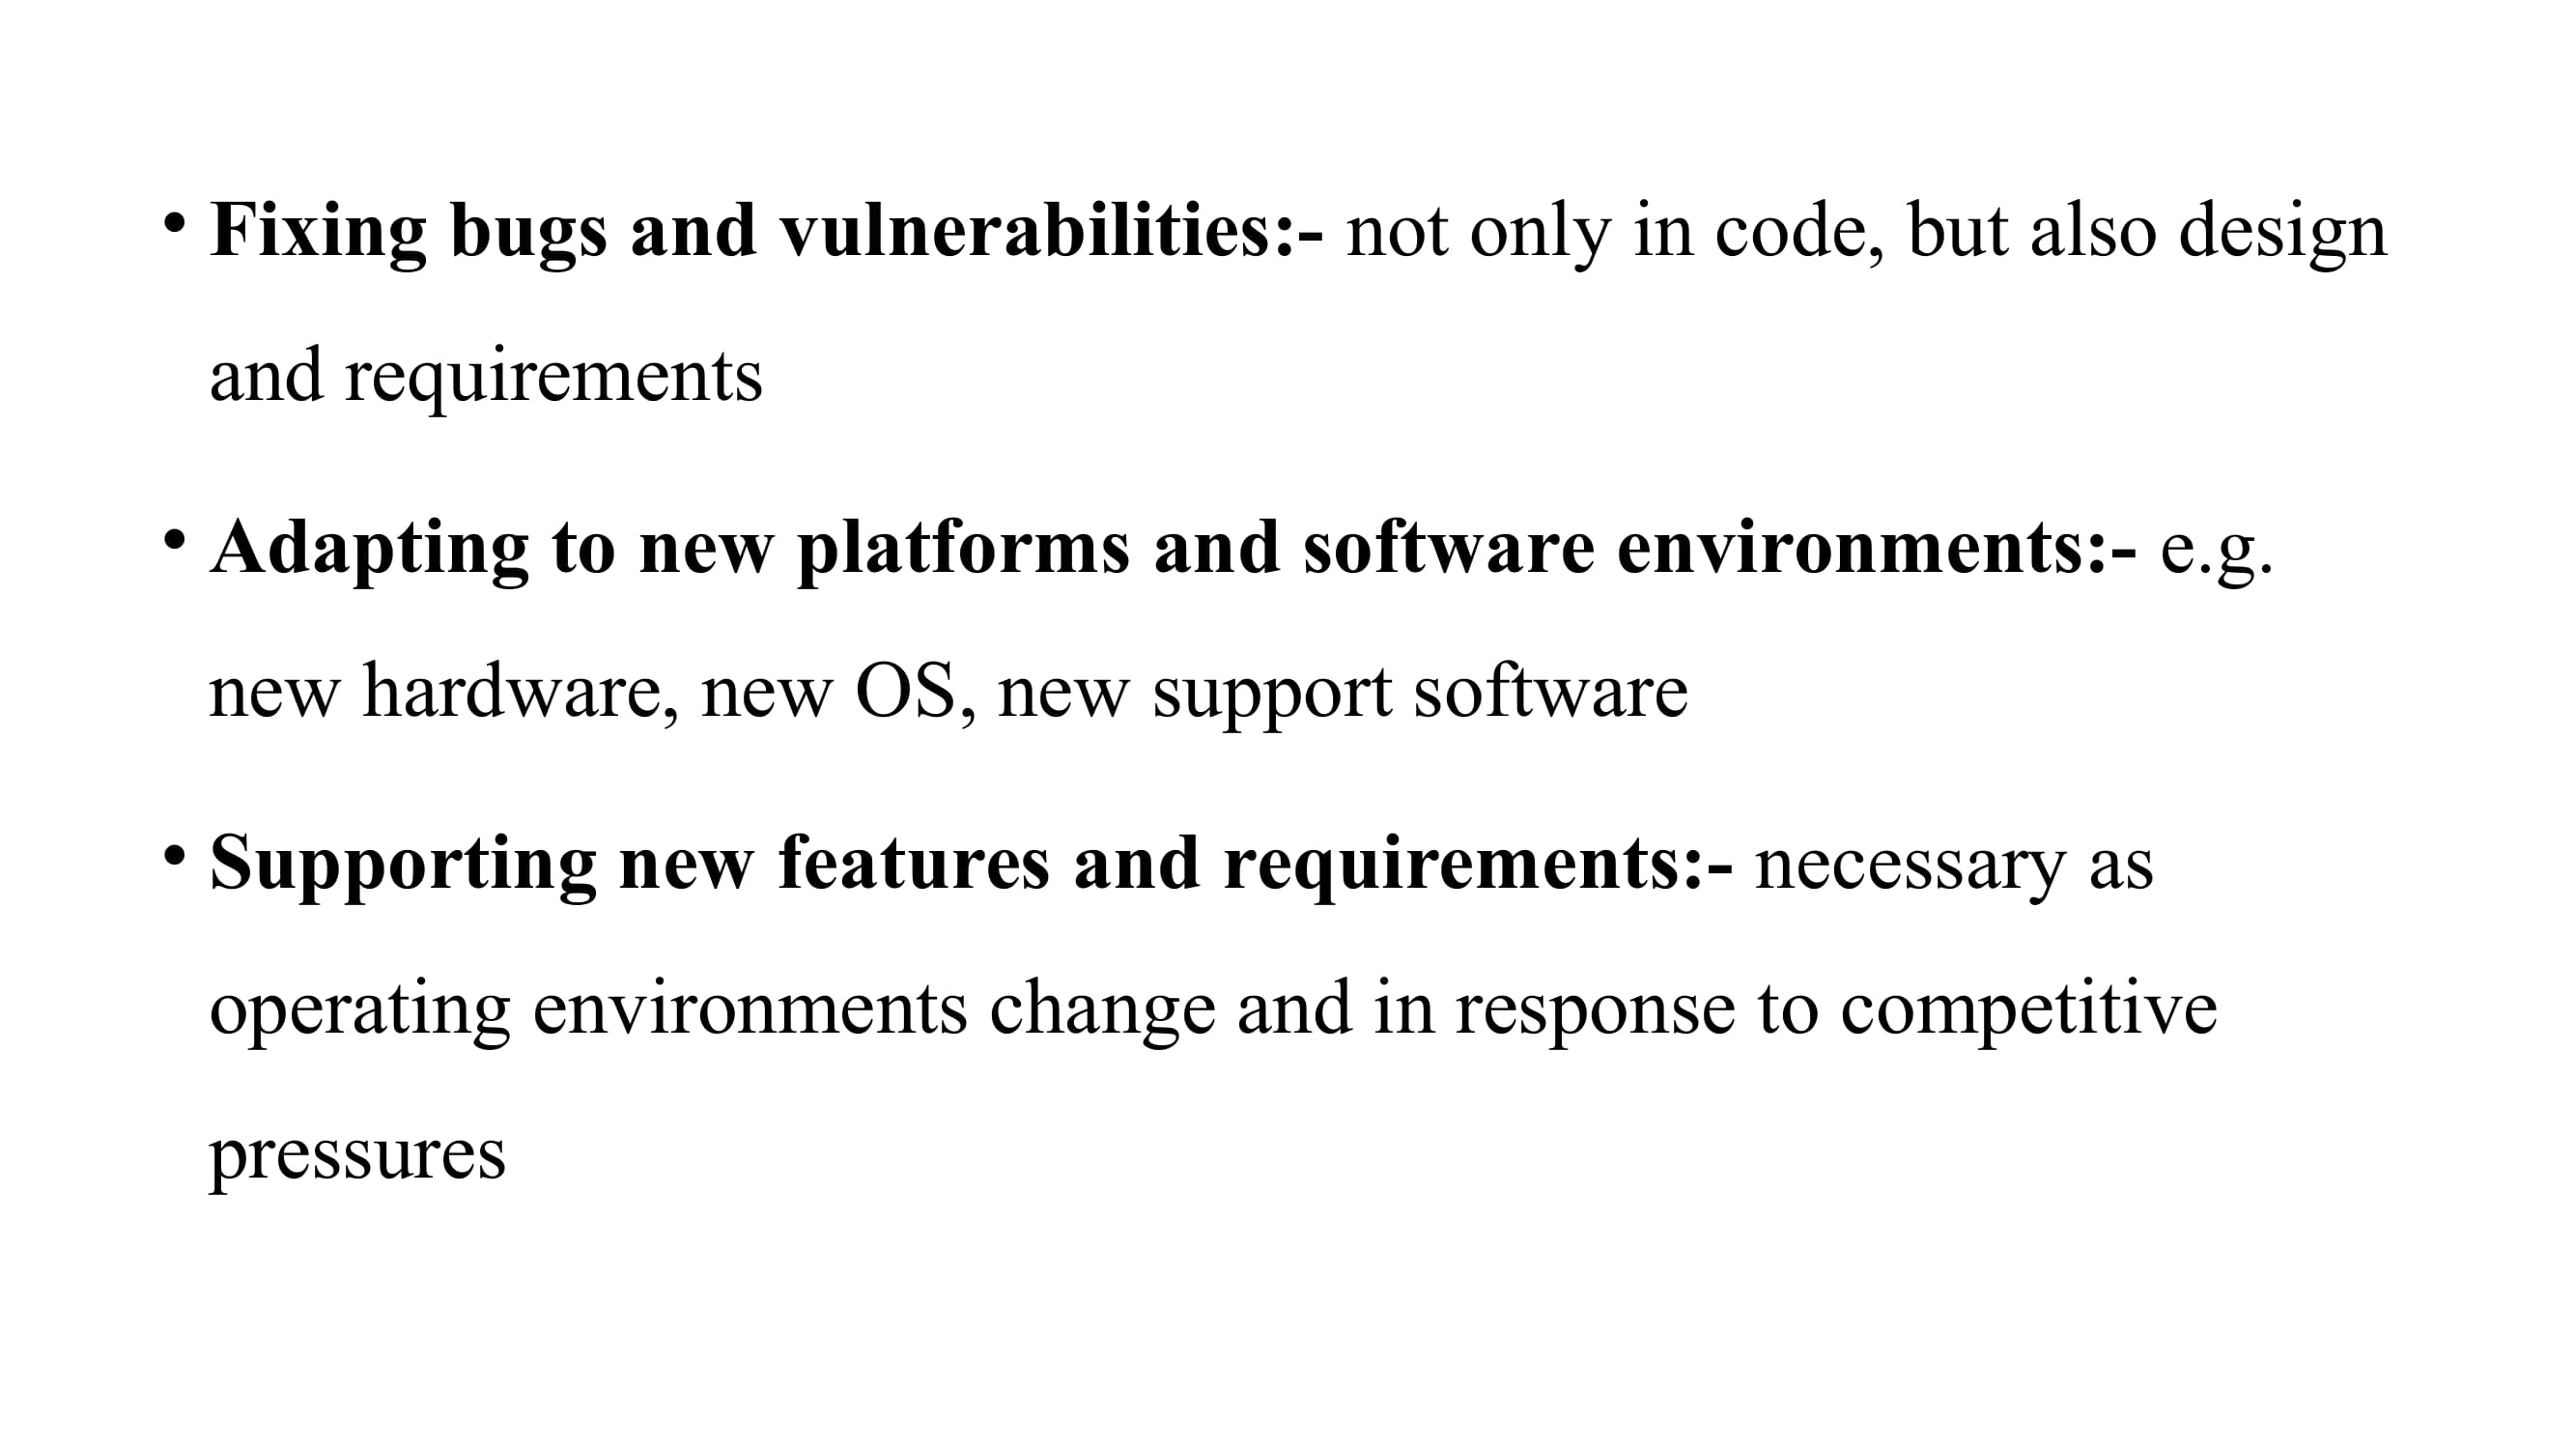 • Fixing bugs and vulnerabilities:- not only in code, but also design
and requirements
• Adapting to new platforms and software environments:- e.g.
new hardware, new OS, new support software
• Supporting new features and requirements:- necessary as
operating environments change and in response to competitive
pressures